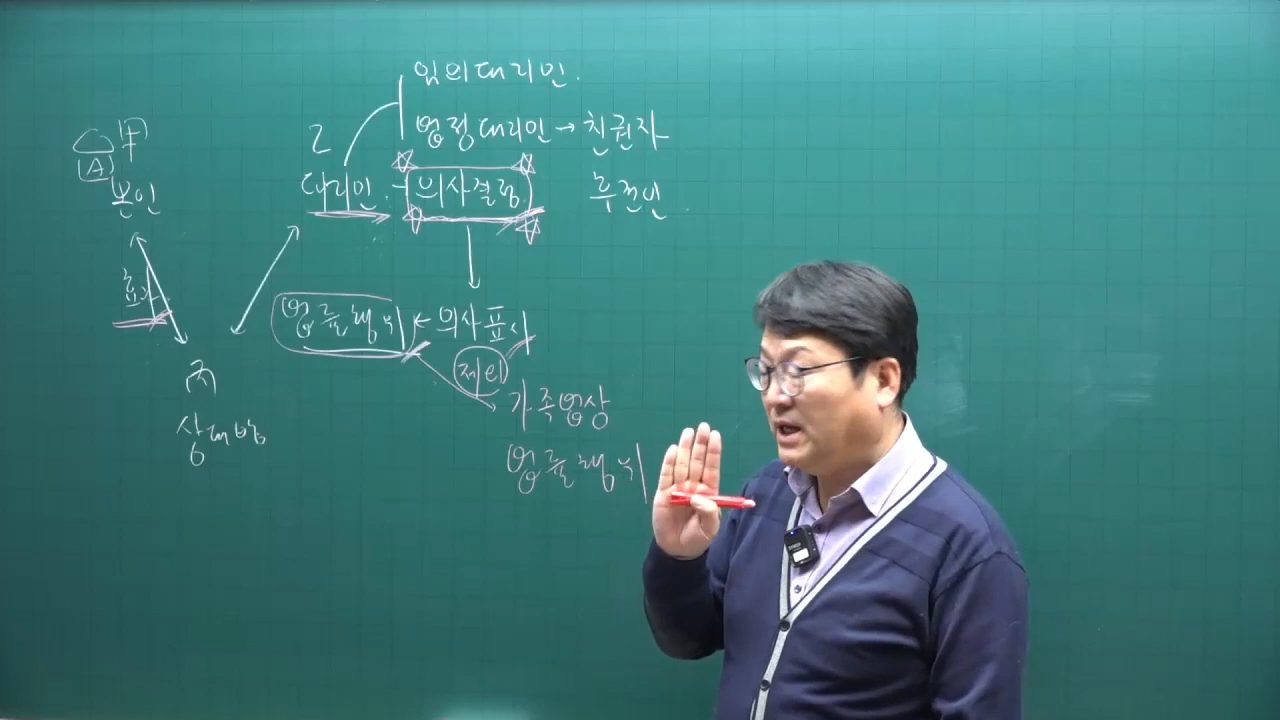 임의대리인.
법정대리인→친권자
후견인.
甲
A
본인
乙
대리인.
의사결정
효과
법률행위 ← 의사표시
제외
가족법상
법률행위
丙
상대방